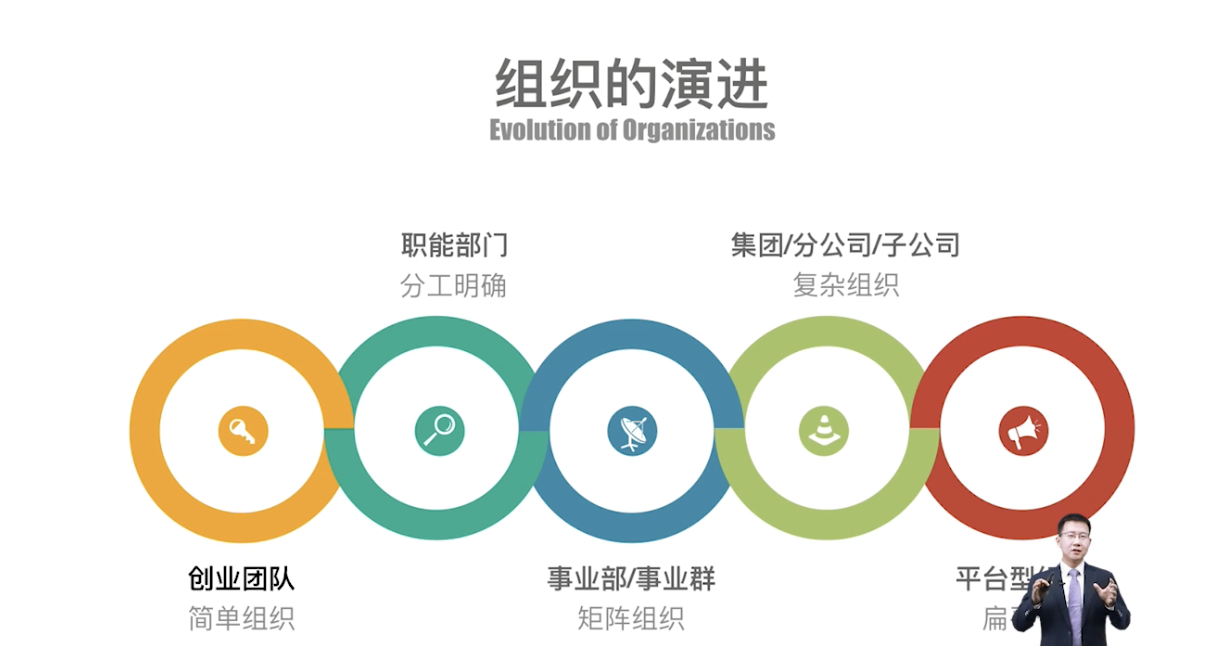 组织的演进
Evolution of Organizations
职能部门
分工明确
集团/分公司/子公司
复杂组织
创业团队
简单组织
事业部/事业群
矩阵组织
平台型
扁